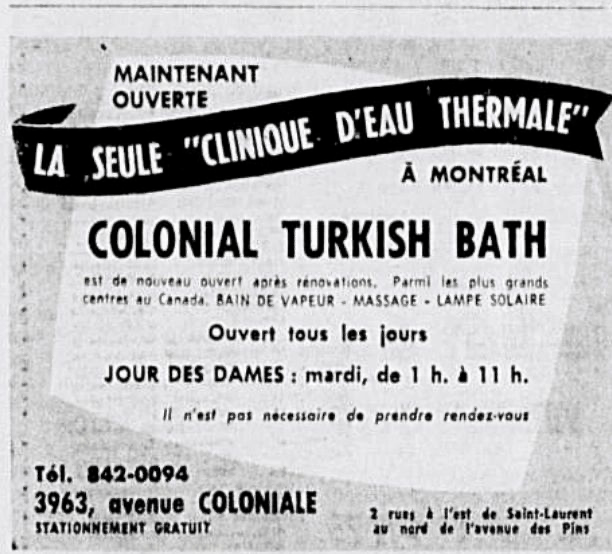 MAINTENANT
OUVERTE
LA SEULE "CLINIQUE D'EAU THERMALE"
À MONTRÉAL
COLONIAL TURKISH BATH
est de nouveau ouvert après rénovations. Parmi les plus grands
centres au Canada. BAIN DE VAPEUR - MASSAGE - LAMPE SOLAIRE
Ouvert tous les jours
JOUR DES DAMES : mardi, de 1 h. à 11 h.
Il n'est pas nécessaire de prendre rendez-vous
Tél. 842-0094
3963, avenue COLONIALE
STATIONNEMENT GRATUIT
2 rues à l'est de Saint-Laurent
au nord de l'avenue des Pins